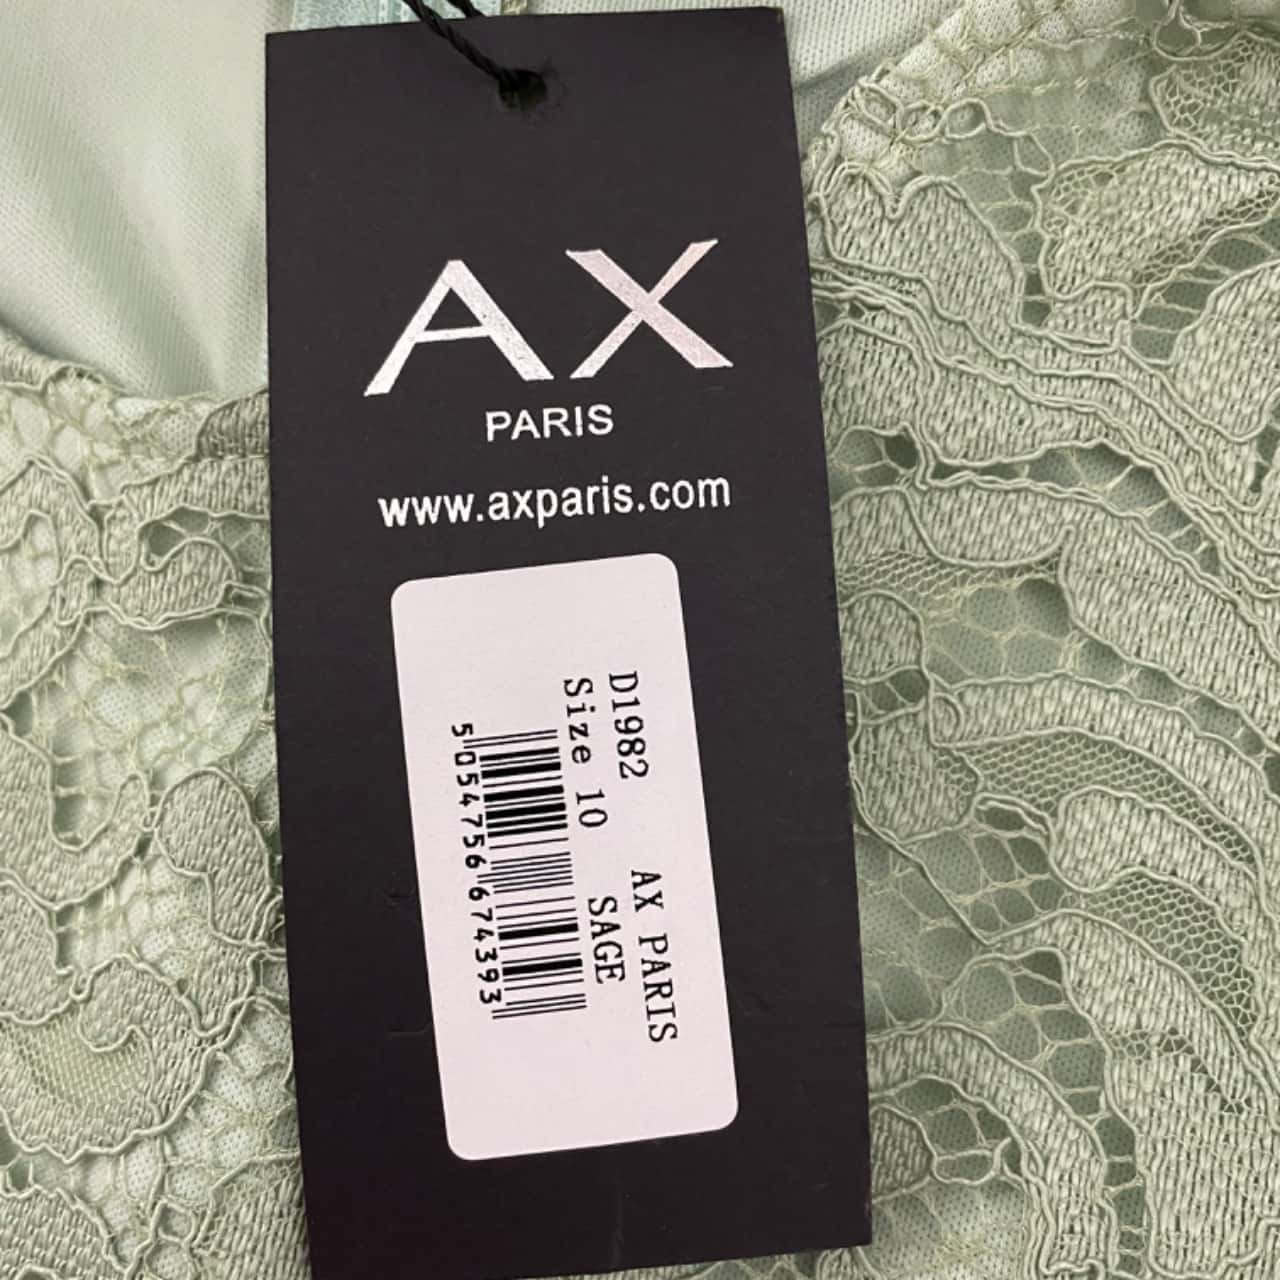 AX
PARIS
www.axparis.com
D1982 AX PARIS
Size 10 SAGE
5054756674393